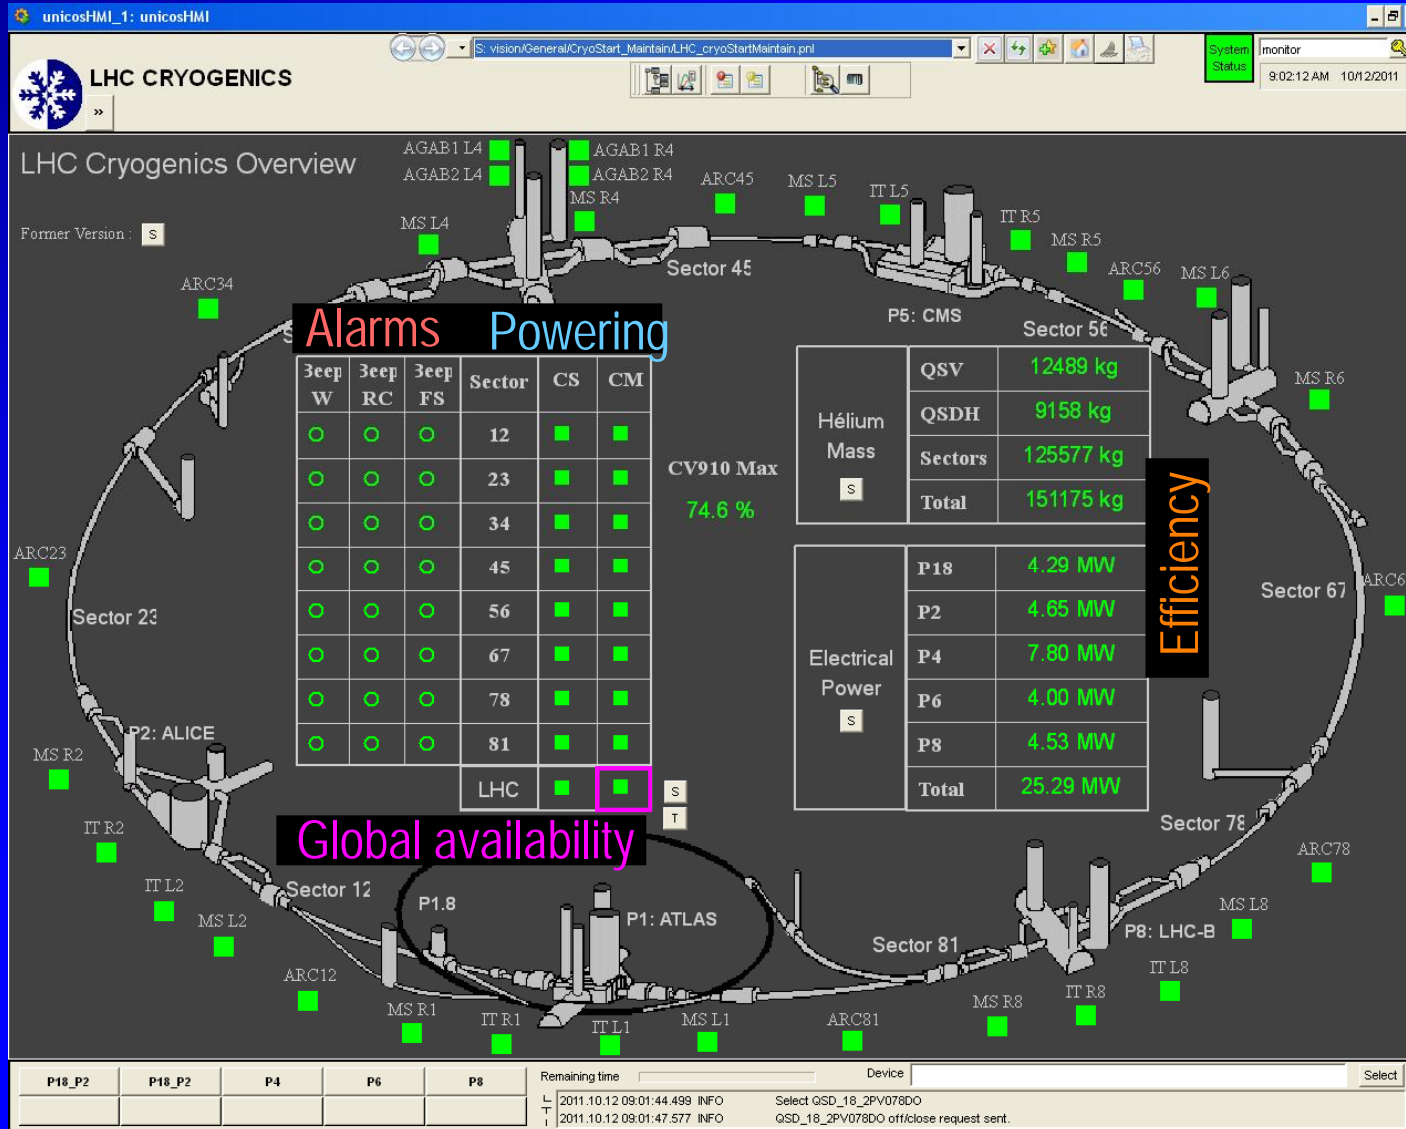 unicosHMI_1: unicosHMI
S: vision/General/CryoStart_Maintain/LHC_cryoStartMaintain.pnl
System Status
monitor
9:02:12 AM 10/12/2011
LHC CRYOGENICS
»
LHC Cryogenics Overview
Former Version : S
AGAB1 L4
AGAB1 R4
AGAB2 L4
AGAB2 R4
MS L4
MS R4
ARC45
MS L5
IT L5
IT R5
MS R5
ARC56
MS L6
MS R6
ARC34
Sector 45
P5: CMS
Sector 56
Alarms Powering
3eep W 3eep RC 3eep FS Sector CS CM
12
23
34
45
56
67
78
81
LHC
S
T
Global availability
CV910 Max
74.6 %
Hélium Mass
S
QSV 12489 kg
QSDH 9158 kg
Sectors 125577 kg
Total 151175 kg
Electrical Power
S
P18 4.29 MW
P2 4.65 MW
P4 7.80 MW
P6 4.00 MW
P8 4.53 MW
Total 25.29 MW
Efficiency
ARC23
Sector 23
Sector 67
ARC6
P2: ALICE
MS R2
IT R2
IT L2
MS L2
Sector 12
ARC12
P1.8
P1: ATLAS
MS R1
IT R1
IT L1
MS L1
ARC81
Sector 81
MS R8
IT R8
IT L8
P8: LHC-B
MS L8
ARC78
Sector 78
P18_P2 P18_P2 P4 P6 P8
Remaining time
Device
Select
2011.10.12 09:01:44.499 INFO Select QSD_18_2PV078DO
2011.10.12 09:01:47.577 INFO QSD_18_2PV078DO off/close request sent.